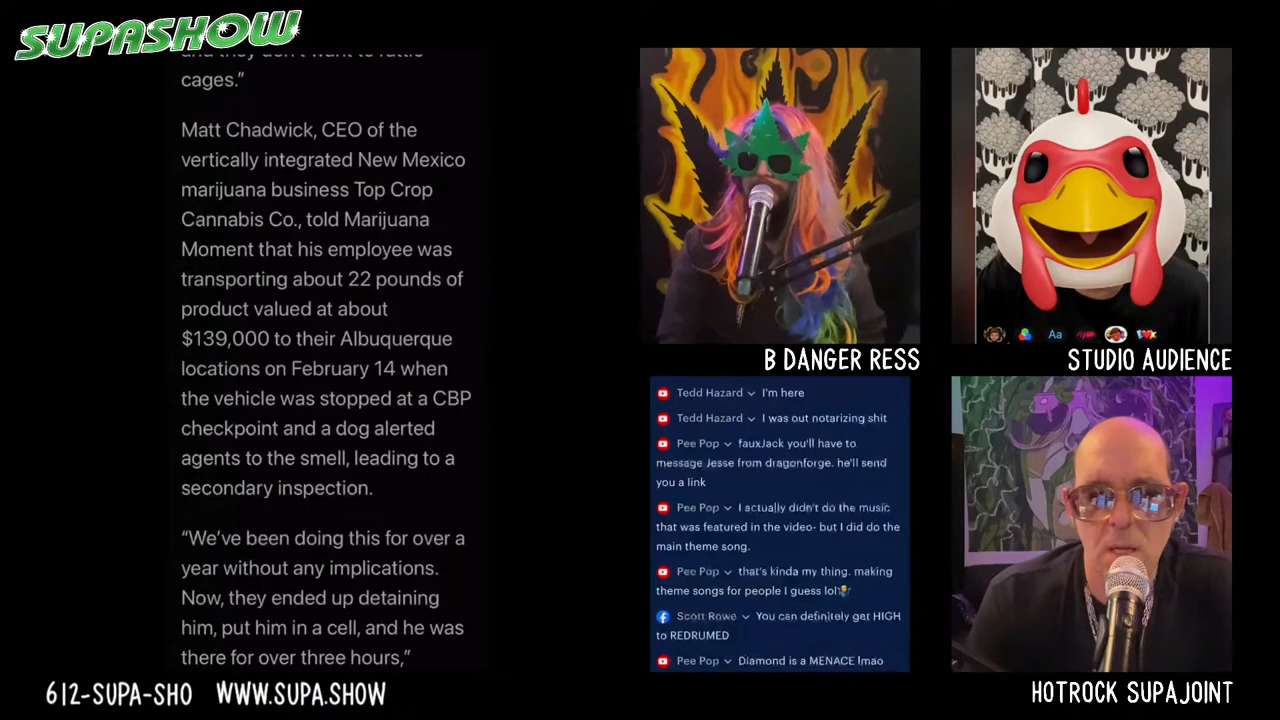 SUPASHOW
and they don't want to rattle
cages.”
Matt Chadwick, CEO of the
vertically integrated New Mexico
marijuana business Top Crop
Cannabis Co., told Marijuana
Moment that his employee was
transporting about 22 pounds of
product valued at about
$139,000 to their Albuquerque
locations on February 14 when
the vehicle was stopped at a CBP
checkpoint and a dog alerted
agents to the smell, leading to a
secondary inspection.
“We’ve been doing this for over a
year without any implications.
Now, they ended up detaining
him, put him in a cell, and he was
there for over three hours,”
612-SUPA-SHO WWW.SUPA.SHOW
B DANGER RESS
Aa
STUDIO AUDIENCE
Tedd Hazard I'm here
Tedd Hazard I was out notarizing shit
Pee Pop fauxJack you'll have to
message Jesse from dragonforge. he'll send
you a link
Pee Pop I actually didn't do the music
that was featured in the video- but I did do the
main theme song.
Pee Pop that's kinda my thing. making
theme songs for people I guess lol
Scott Rowe You can definitely get HIGH
to REDRUMED
Pee Pop Diamond is a MENACE lmao
HOTROCK SUPAJOINT